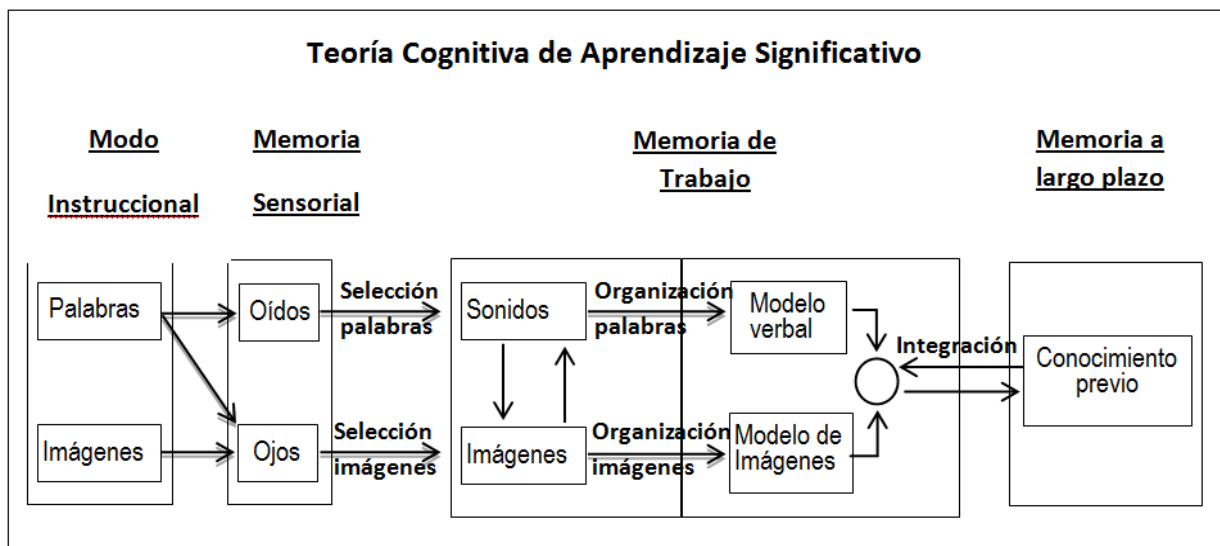 Teoría Cognitiva de Aprendizaje Significativo
Modo
Instruccional
Memoria
Sensorial
Memoria de
Trabajo
Memoria a
largo plazo
Palabras
Oídos
Selección
palabras
Sonidos
Organización
palabras
Modelo
verbal
Integración
Conocimiento
previo
Imágenes
Ojos
Selección
imágenes
Imágenes
Organización
imágenes
Modelo de
Imágenes